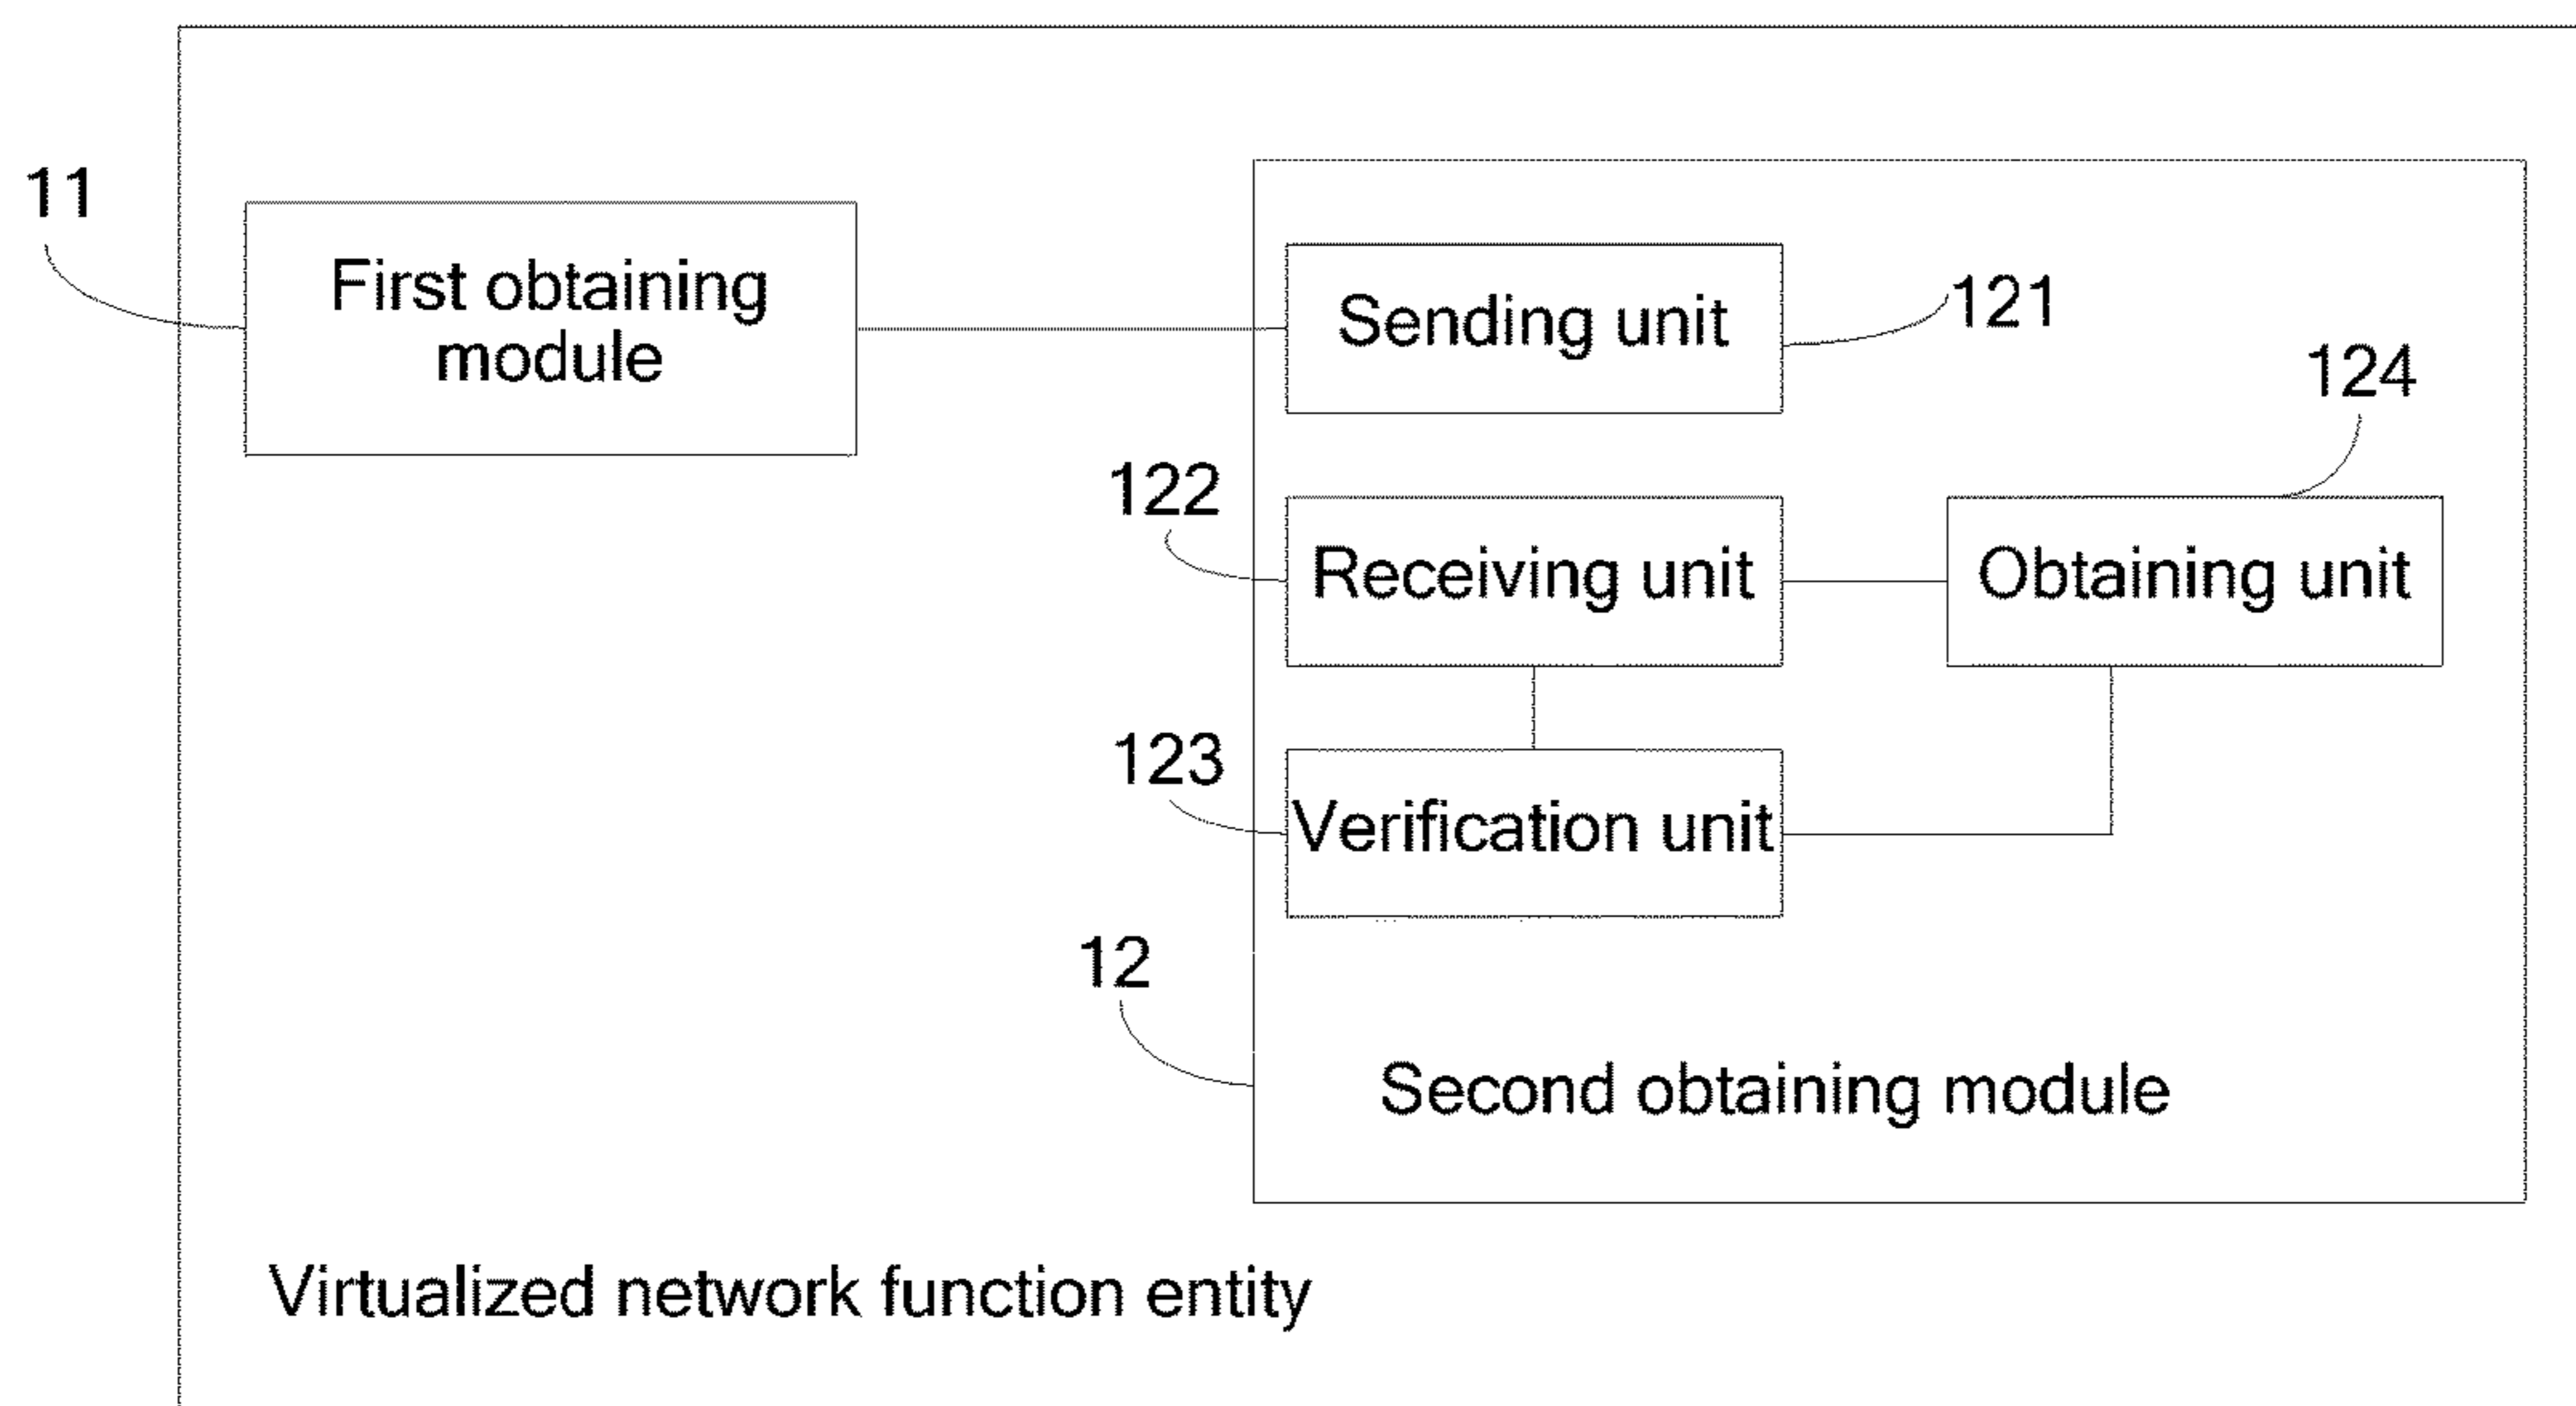 11
First obtaining
module
Sending unit
121
124
122
Receiving unit
Obtaining unit
123
Verification unit
12
Second obtaining module
Virtualized network function entity